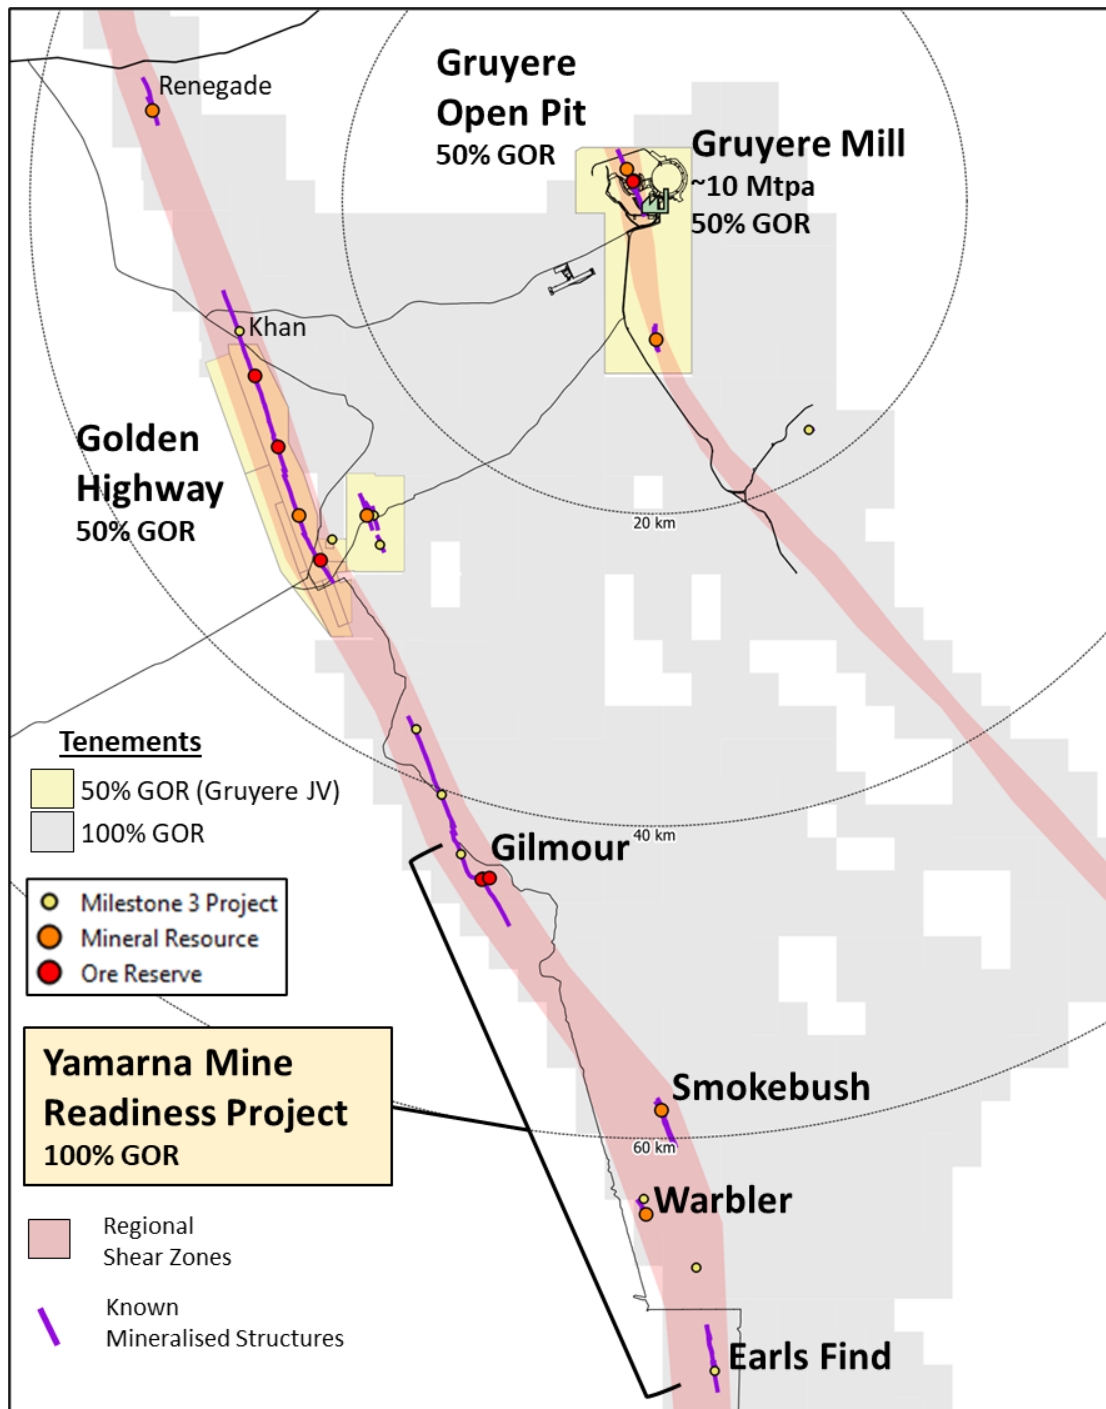 Renegade
Gruyere
Open Pit
50% GOR
Gruyere Mill
~10 Mtpa
50% GOR
Khan
Golden
Highway
50% GOR
20 km
Tenements
50% GOR (Gruyere JV)
100% GOR
40 km
Gilmour
Milestone 3 Project
Mineral Resource
Ore Reserve
Yamarna Mine
Readiness Project
100% GOR
Smokebush
60 km
Warbler
Regional
Shear Zones
Known
Mineralised Structures
Earls Find